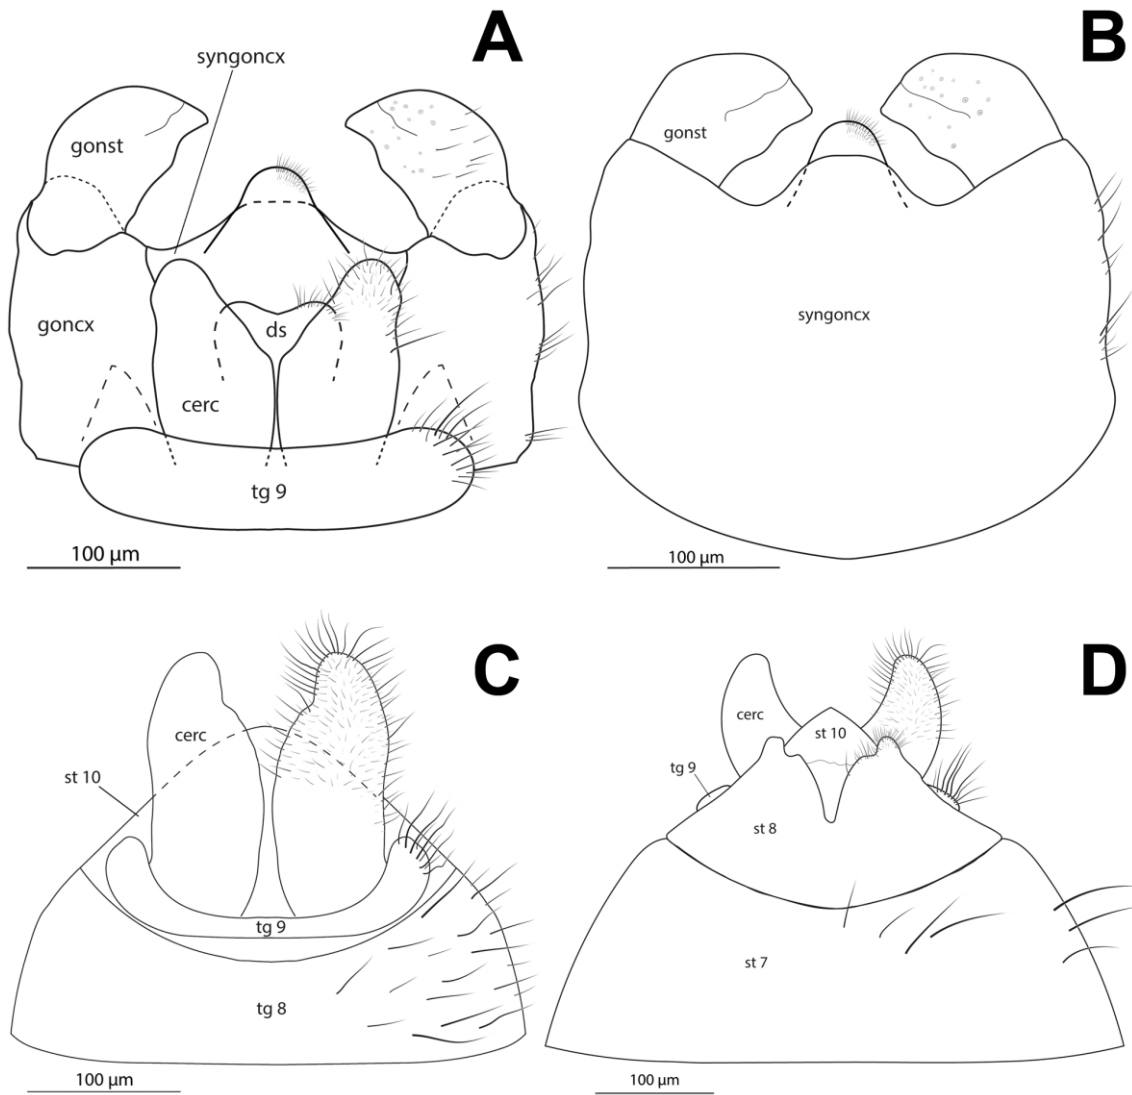 A
syngoncx
gonst
goncx
ds
cerc
tg 9
100 µm
B
gonst
syngoncx
100 µm
C
cerc
st 10
tg 9
tg 8
100 µm
D
cerc
st 10
tg 9
st 8
st 7
100 µm